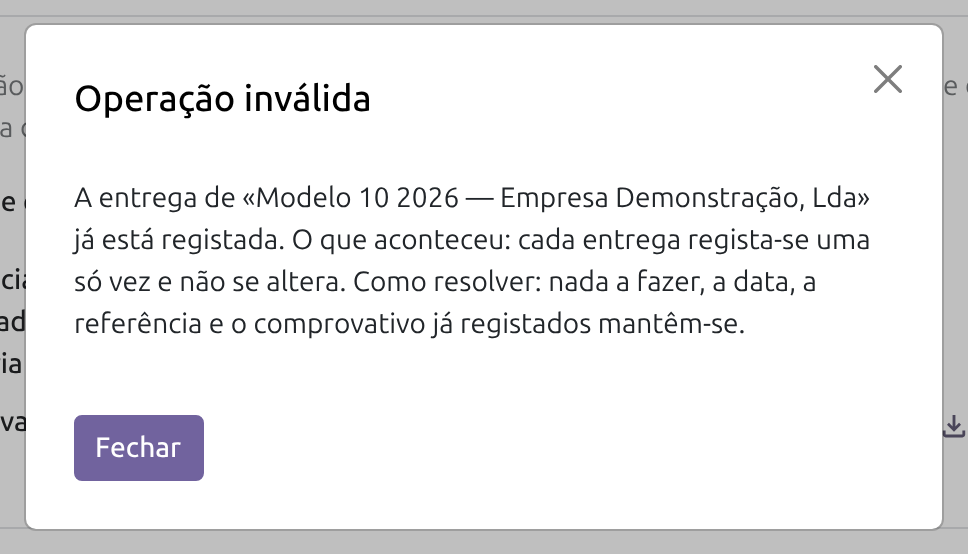 Operação inválida
A entrega de «Modelo 10 2026 — Empresa Demonstração, Lda»
já está registada. O que aconteceu: cada entrega regista-se uma
só vez e não se altera. Como resolver: nada a fazer, a data, a
referência e o comprovativo já registados mantêm-se.
Fechar